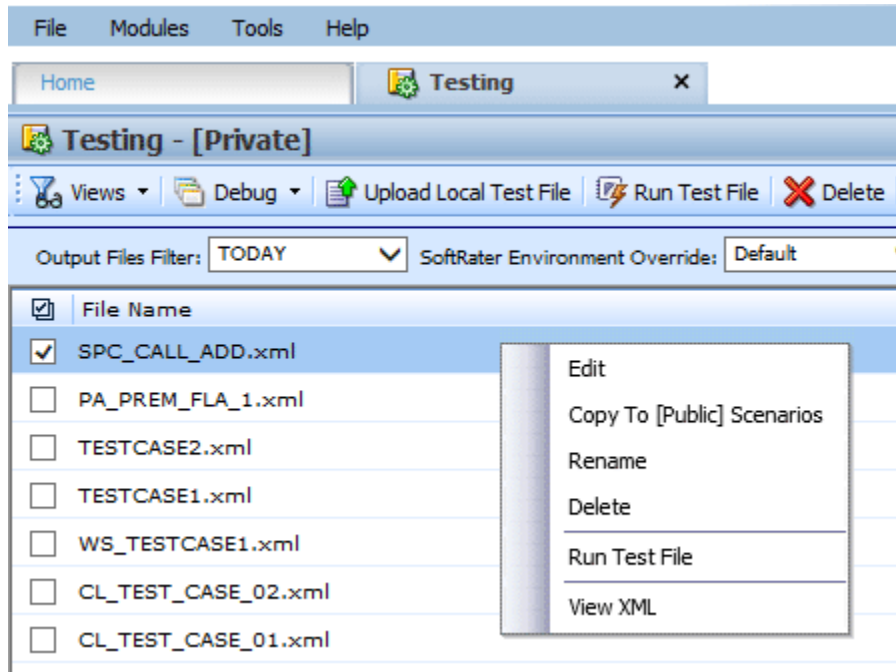 File Modules Tools Help
Home Testing ×
Testing - [Private]
Views Debug Upload Local Test File Run Test File Delete
Output Files Filter: TODAY SoftRater Environment Override: Default
File Name
SPC_CALL_ADD.xml
PA_PREM_FLA_1.xml
TESTCASE2.xml
TESTCASE1.xml
WS_TESTCASE1.xml
CL_TEST_CASE_02.xml
CL_TEST_CASE_01.xml
Edit
Copy To [Public] Scenarios
Rename
Delete
Run Test File
View XML